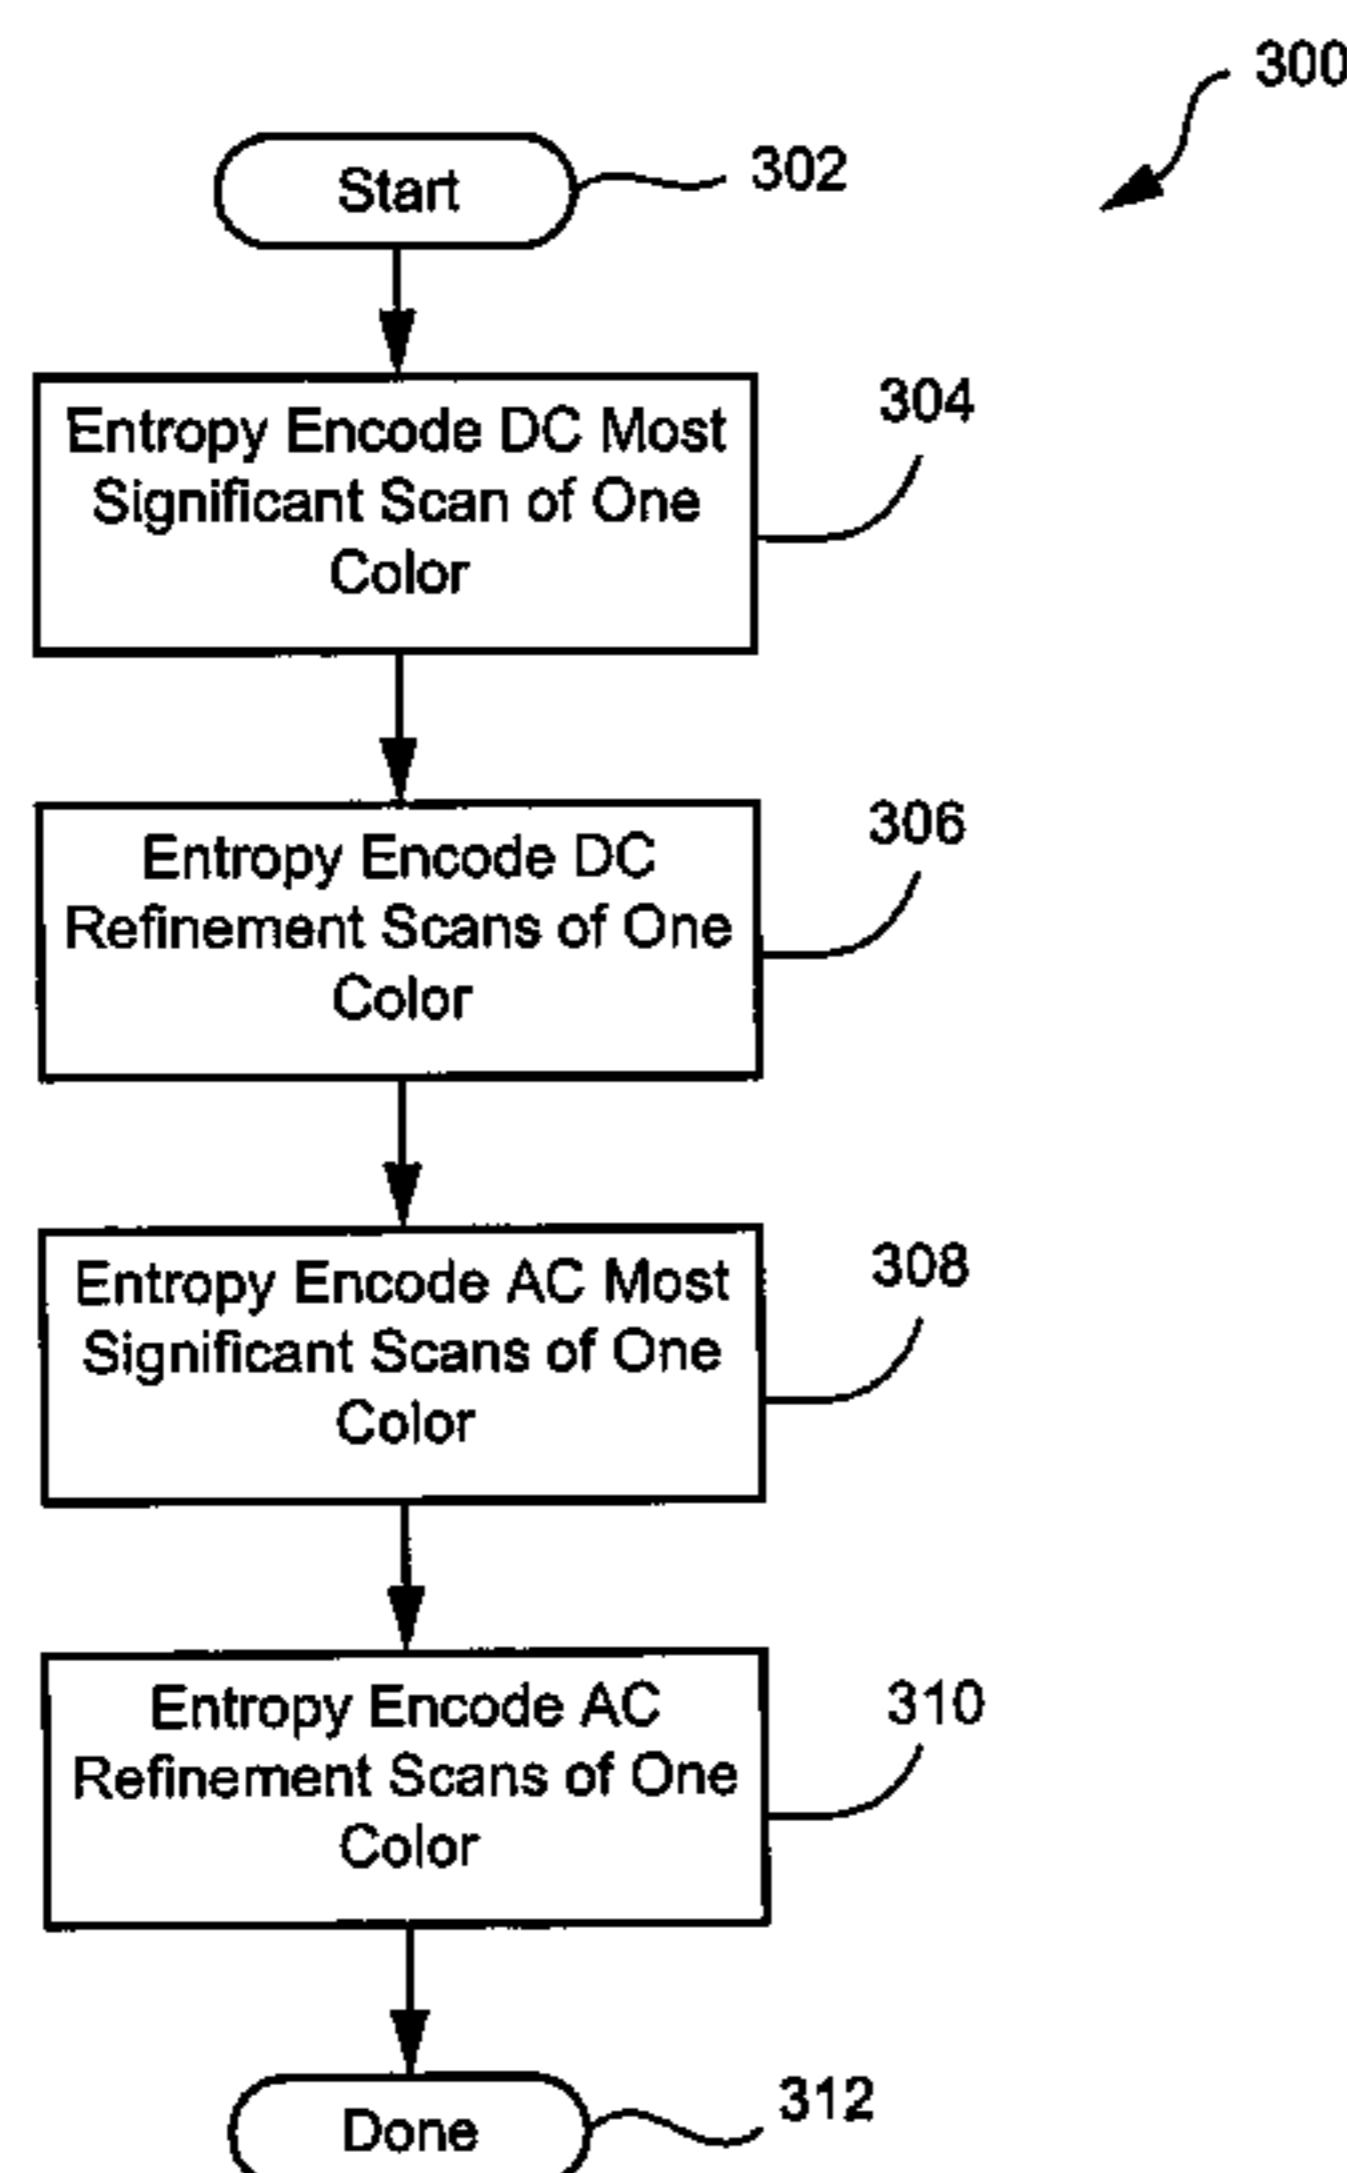 300
Start
302
Entropy Encode DC Most
Significant Scan of One
Color
304
Entropy Encode DC
Refinement Scans of One
Color
306
Entropy Encode AC Most
Significant Scans of One
Color
308
Entropy Encode AC
Refinement Scans of One
Color
310
Done
312